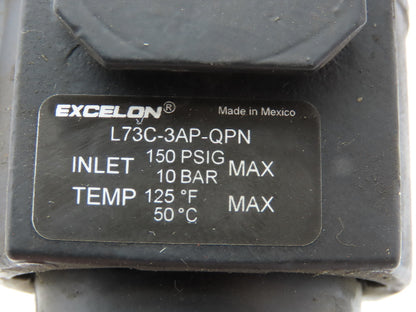 EXCELON® Made in Mexico
L73C-3AP-QPN
INLET 150 PSIG MAX
10 BAR
TEMP 125 °F MAX
50 °C